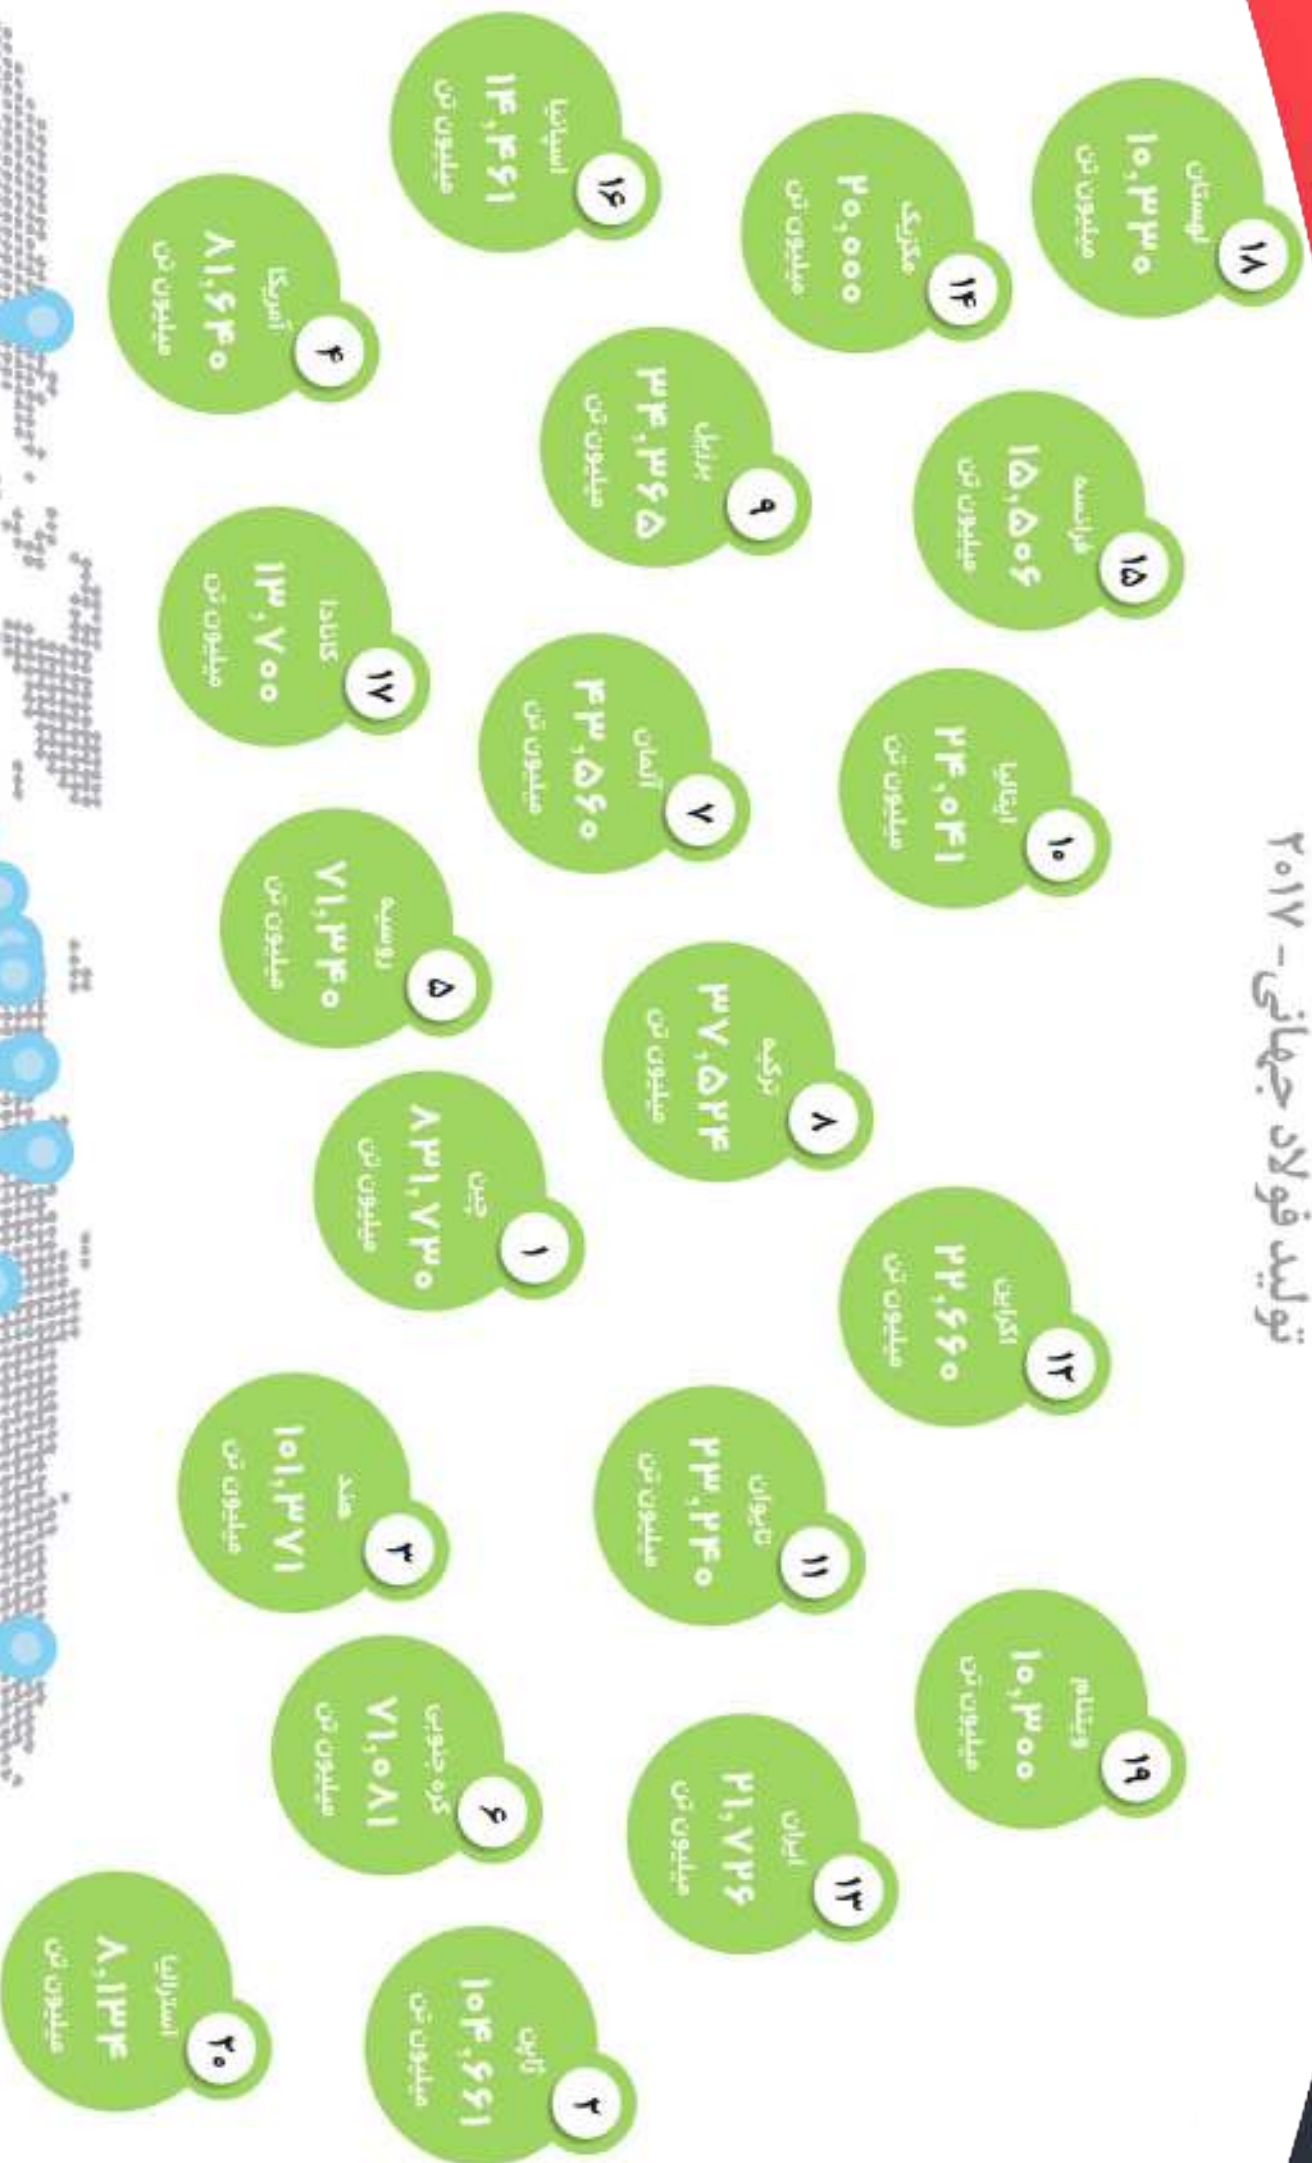 تولید فولاد جهانی - ۲۰۱۷
۱۸
لهستان
۱۰,۳۳۰
میلیون تن
۱۴
مکزیک
۲۰,۰۰۰
میلیون تن
۱۶
اسپانیا
۱۴,۴۶۱
میلیون تن
۴
آمریکا
۸۱,۶۴۰
میلیون تن
۱۵
فرانسه
۱۵,۵۰۶
میلیون تن
۹
برزیل
۳۴,۳۶۵
میلیون تن
۱۷
کانادا
۱۳,۷۰۰
میلیون تن
۱۰
ایتالیا
۲۴,۰۴۱
میلیون تن
۷
آلمان
۴۳,۵۶۰
میلیون تن
۵
روسیه
۷۱,۳۴۰
میلیون تن
۸
ترکیه
۳۷,۵۲۴
میلیون تن
۱
چین
۸۳۱,۷۳۰
میلیون تن
۱۲
اکراین
۲۲,۶۶۰
میلیون تن
۱۱
تایوان
۲۳,۲۴۰
میلیون تن
۳
هند
۱۰۱,۳۷۱
میلیون تن
۱۹
ویتنام
۱۰,۳۰۰
میلیون تن
۶
کره جنوبی
۷۱,۰۸۱
میلیون تن
۱۳
ایران
۲۱,۷۲۶
میلیون تن
۲
ژاپن
۱۰۴,۶۶۱
میلیون تن
۲۰
استرالیا
۸,۱۳۴
میلیون تن